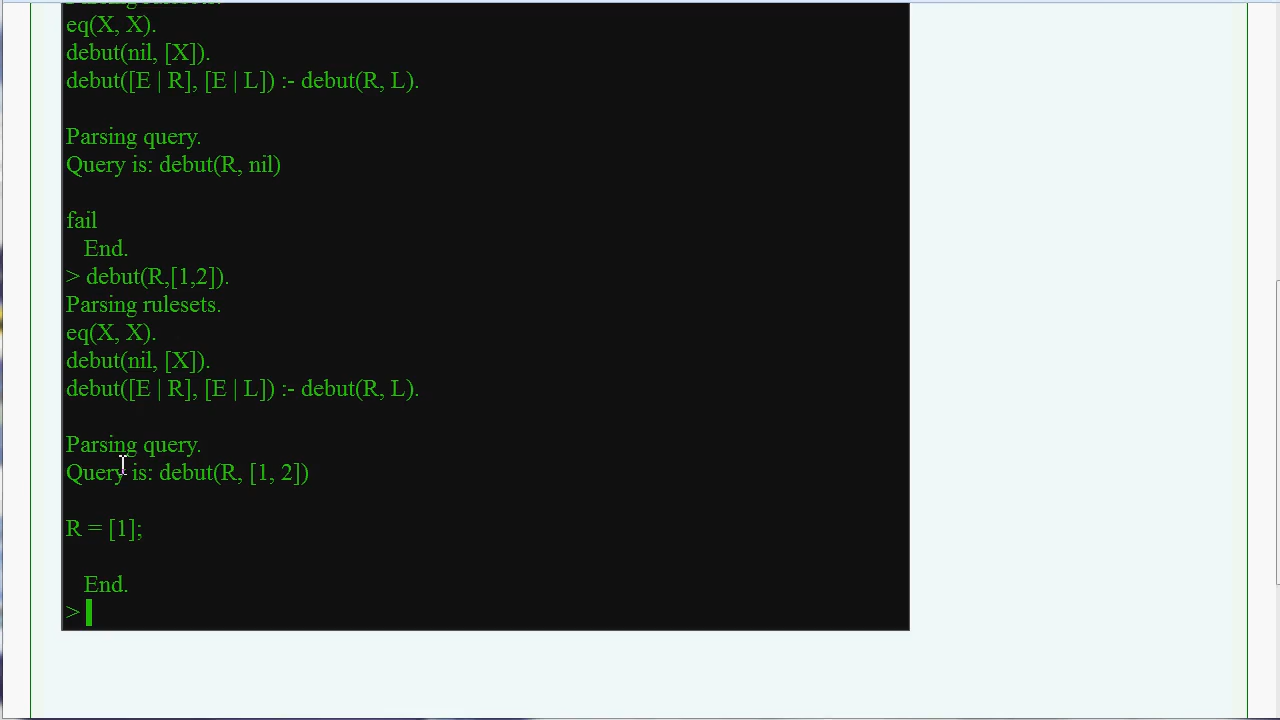 eq(X, X).
debut(nil, [X]).
debut([E | R], [E | L]) :- debut(R, L).
Parsing query.
Query is: debut(R, nil)
fail
End.
> debut(R,[1,2]).
Parsing rulesets.
eq(X, X).
debut(nil, [X]).
debut([E | R], [E | L]) :- debut(R, L).
Parsing query.
Query is: debut(R, [1, 2])
R = [1];
End.
>